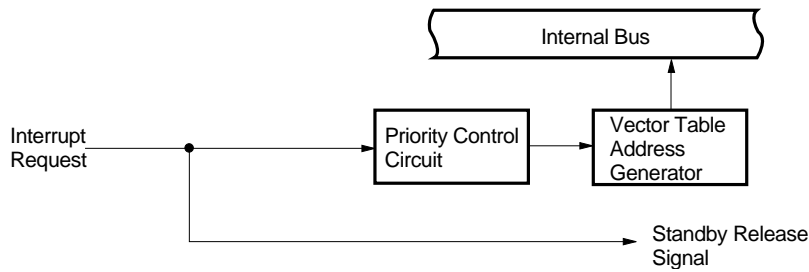 Internal Bus
Interrupt
Request
Priority Control
Circuit
Vector Table
Address
Generator
Standby Release
Signal